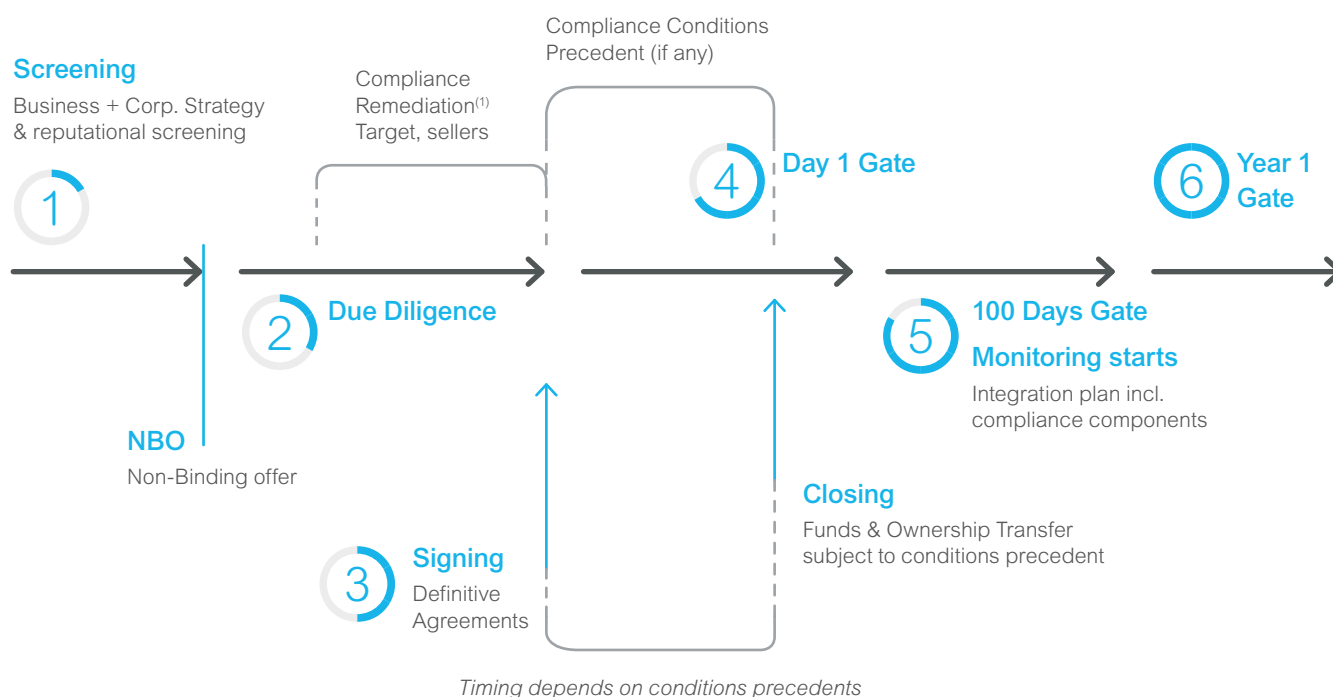 Screening
Business + Corp. Strategy
& reputational screening
1
Compliance
Remediation(1)
Target, sellers
Compliance Conditions
Precedent (if any)
4
Day 1 Gate
6
Year 1
Gate
NBO
Non-Binding offer
2
Due Diligence
3
Signing
Definitive
Agreements
Closing
Funds & Ownership Transfer
subject to conditions precedent
5
100 Days Gate
Monitoring starts
Integration plan incl.
compliance components
Timing depends on conditions precedents